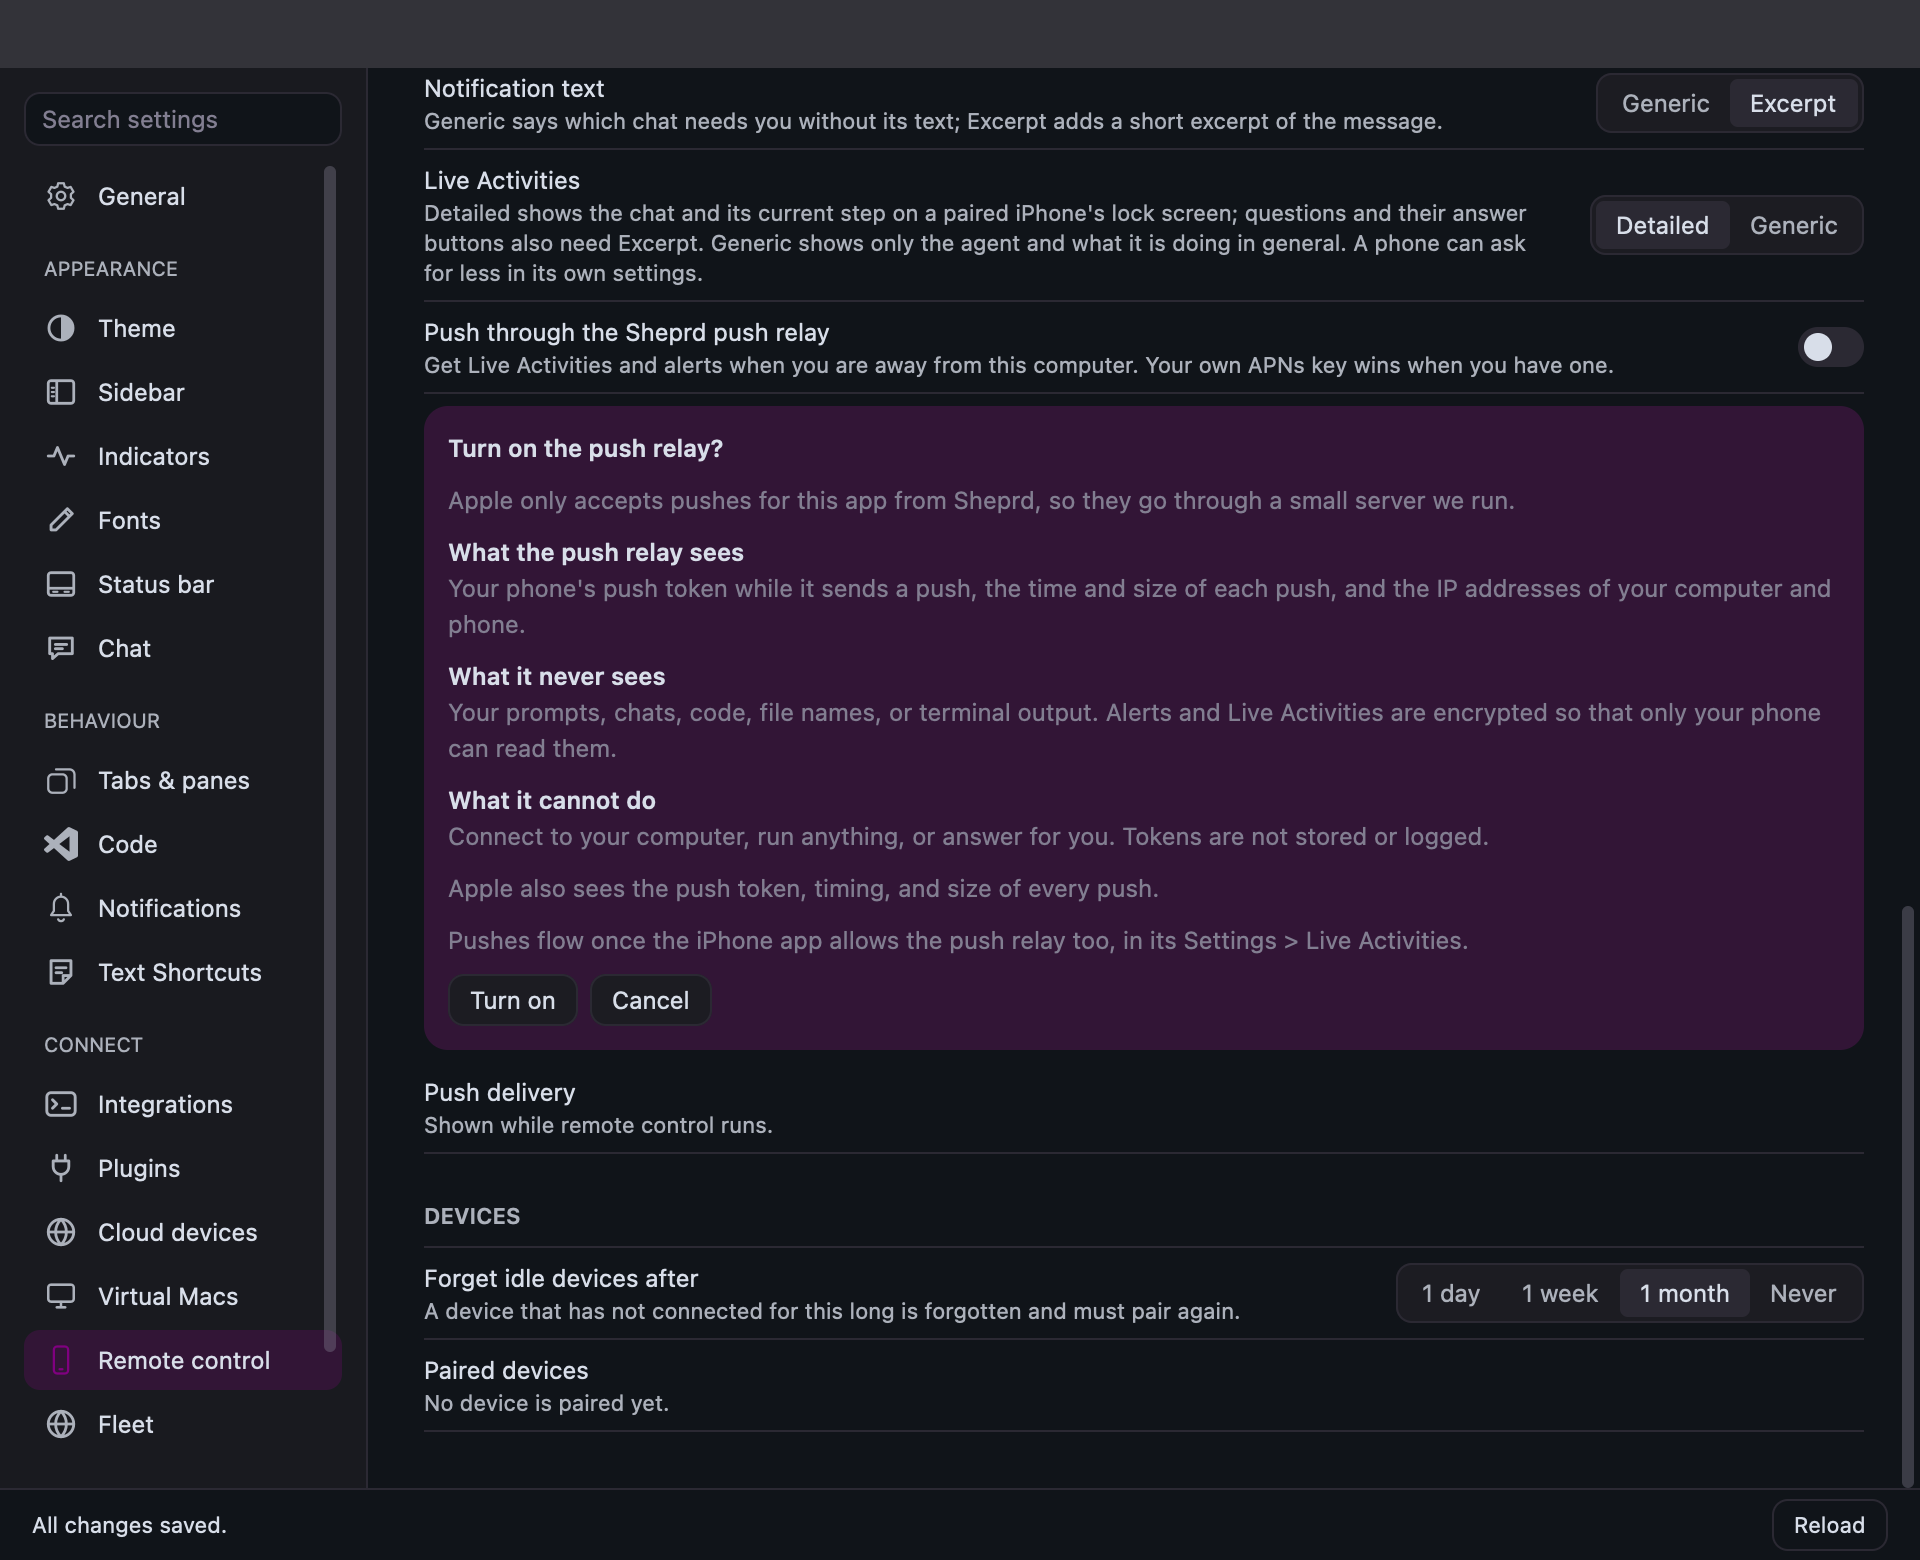 Search settings
General
APPEARANCE
Theme
Sidebar
Indicators
Fonts
Status bar
Chat
BEHAVIOUR
Tabs & panes
Code
Notifications
Text Shortcuts
CONNECT
Integrations
Plugins
Cloud devices
Virtual Macs
Remote control
Fleet
Notification text
Generic says which chat needs you without its text; Excerpt adds a short excerpt of the message.
Generic Excerpt
Live Activities
Detailed shows the chat and its current step on a paired iPhone's lock screen; questions and their answer
buttons also need Excerpt. Generic shows only the agent and what it is doing in general. A phone can ask
for less in its own settings.
Detailed Generic
Push through the Sheprd push relay
Get Live Activities and alerts when you are away from this computer. Your own APNs key wins when you have one.
Turn on the push relay?
Apple only accepts pushes for this app from Sheprd, so they go through a small server we run.
What the push relay sees
Your phone's push token while it sends a push, the time and size of each push, and the IP addresses of your computer and
phone.
What it never sees
Your prompts, chats, code, file names, or terminal output. Alerts and Live Activities are encrypted so that only your phone
can read them.
What it cannot do
Connect to your computer, run anything, or answer for you. Tokens are not stored or logged.
Apple also sees the push token, timing, and size of every push.
Pushes flow once the iPhone app allows the push relay too, in its Settings > Live Activities.
Turn on Cancel
Push delivery
Shown while remote control runs.
DEVICES
Forget idle devices after
A device that has not connected for this long is forgotten and must pair again.
1 day 1 week 1 month Never
Paired devices
No device is paired yet.
All changes saved.
Reload